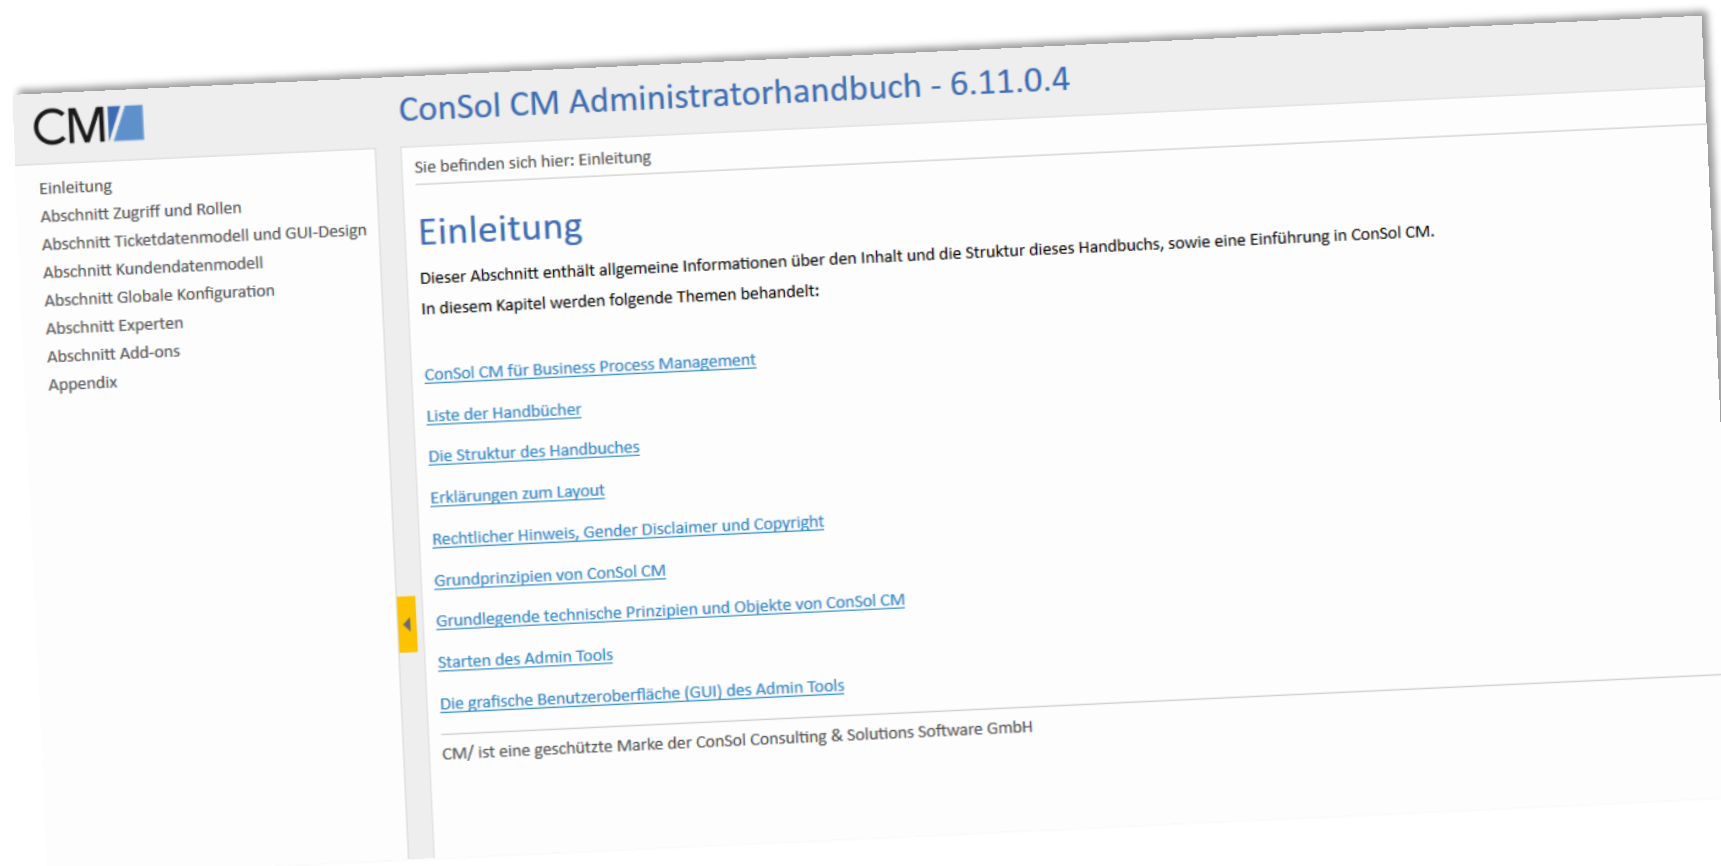 CM/
ConSol CM Administratorhandbuch - 6.11.0.4
Einleitung
Abschnitt Zugriff und Rollen
Abschnitt Ticketdatenmodell und GUI-Design
Abschnitt Kundendatenmodell
Abschnitt Globale Konfiguration
Abschnitt Experten
Abschnitt Add-ons
Appendix
Sie befinden sich hier: Einleitung
Einleitung
Dieser Abschnitt enthält allgemeine Informationen über den Inhalt und die Struktur dieses Handbuchs, sowie eine Einführung in ConSol CM.
In diesem Kapitel werden folgende Themen behandelt:
ConSol CM für Business Process Management
Liste der Handbücher
Die Struktur des Handbuches
Erklärungen zum Layout
Rechtlicher Hinweis, Gender Disclaimer und Copyright
Grundprinzipien von ConSol CM
Grundlegende technische Prinzipien und Objekte von ConSol CM
Starten des Admin Tools
Die grafische Benutzeroberfläche (GUI) des Admin Tools
CM/ ist eine geschützte Marke der ConSol Consulting & Solutions Software GmbH